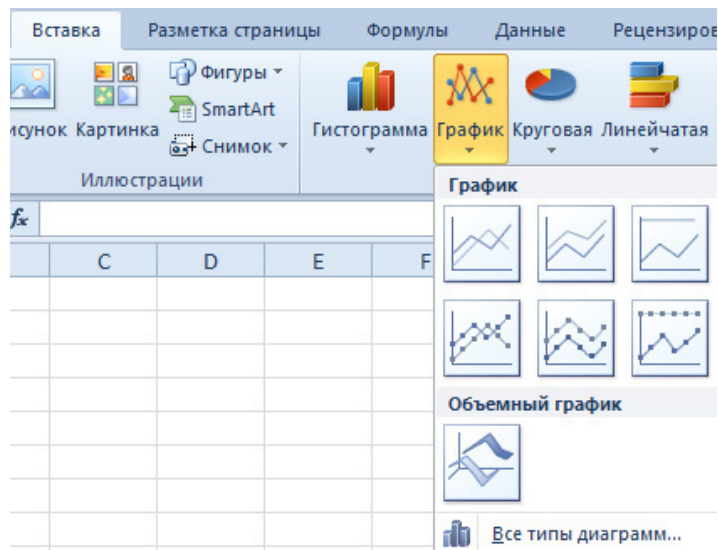 Вставка Разметка страницы Формулы Данные Рецензиров
Фигуры
SmartArt
Снимок
исунок Картинка Гистограмма График Круговая Линейчатая
Иллюстрации
График
fx
C D E F
Объемный график
Все типы диаграмм...